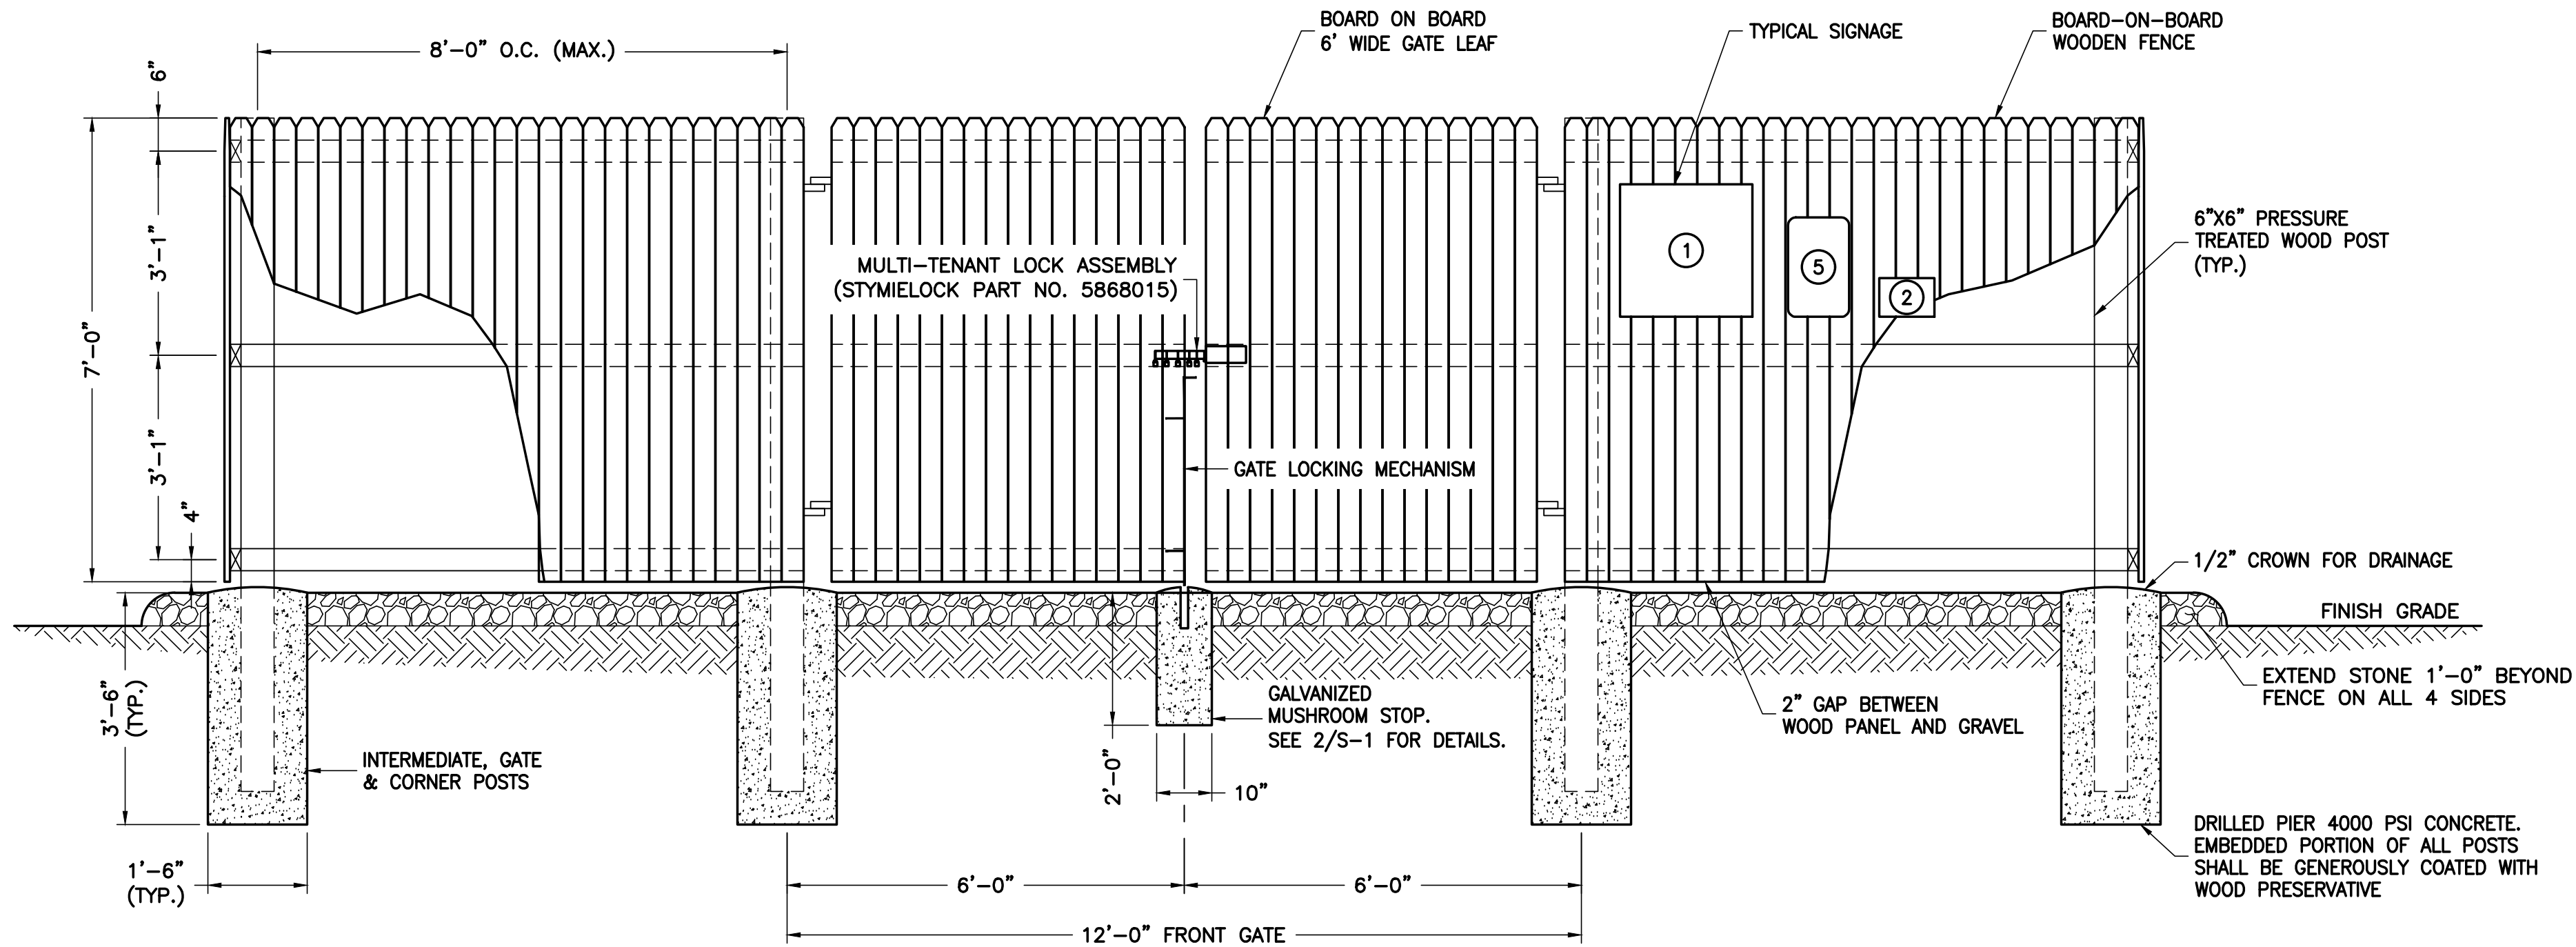 BOARD ON BOARD
6' WIDE GATE LEAF
TYPICAL SIGNAGE
BOARD-ON-BOARD
WOODEN FENCE
8'-0" O.C. (MAX.)
6"
3'-1"
7'-0"
3'-1"
4"
MULTI-TENANT LOCK ASSEMBLY
(STYMIELOCK PART NO. 5868015)
1
5
2
6"X6" PRESSURE
TREATED WOOD POST
(TYP.)
GATE LOCKING MECHANISM
1/2" CROWN FOR DRAINAGE
FINISH GRADE
EXTEND STONE 1'-0" BEYOND
FENCE ON ALL 4 SIDES
3'-6"
(TYP.)
INTERMEDIATE, GATE
& CORNER POSTS
GALVANIZED
MUSHROOM STOP.
SEE 2/S-1 FOR DETAILS.
2" GAP BETWEEN
WOOD PANEL AND GRAVEL
2'-0"
10"
DRILLED PIER 4000 PSI CONCRETE.
EMBEDDED PORTION OF ALL POSTS
SHALL BE GENEROUSLY COATED WITH
WOOD PRESERVATIVE
1'-6"
(TYP.)
6'-0"
6'-0"
12'-0" FRONT GATE